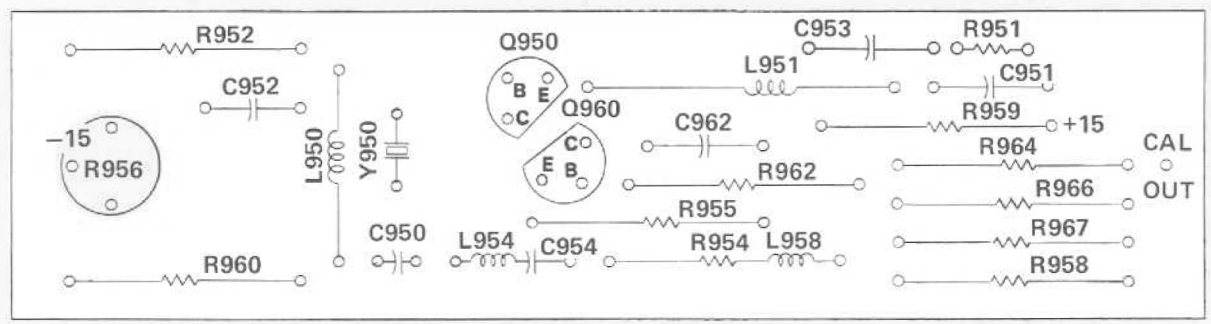 R952
Q950
C953
R951
C952
B
E
L951
C951
C
Q960
R959
+15
-15
R956
L950
Y950
C962
C
E
B
R962
R964
CAL
OUT
R966
R955
R967
C950
L954
C954
R954
L958
R960
R958